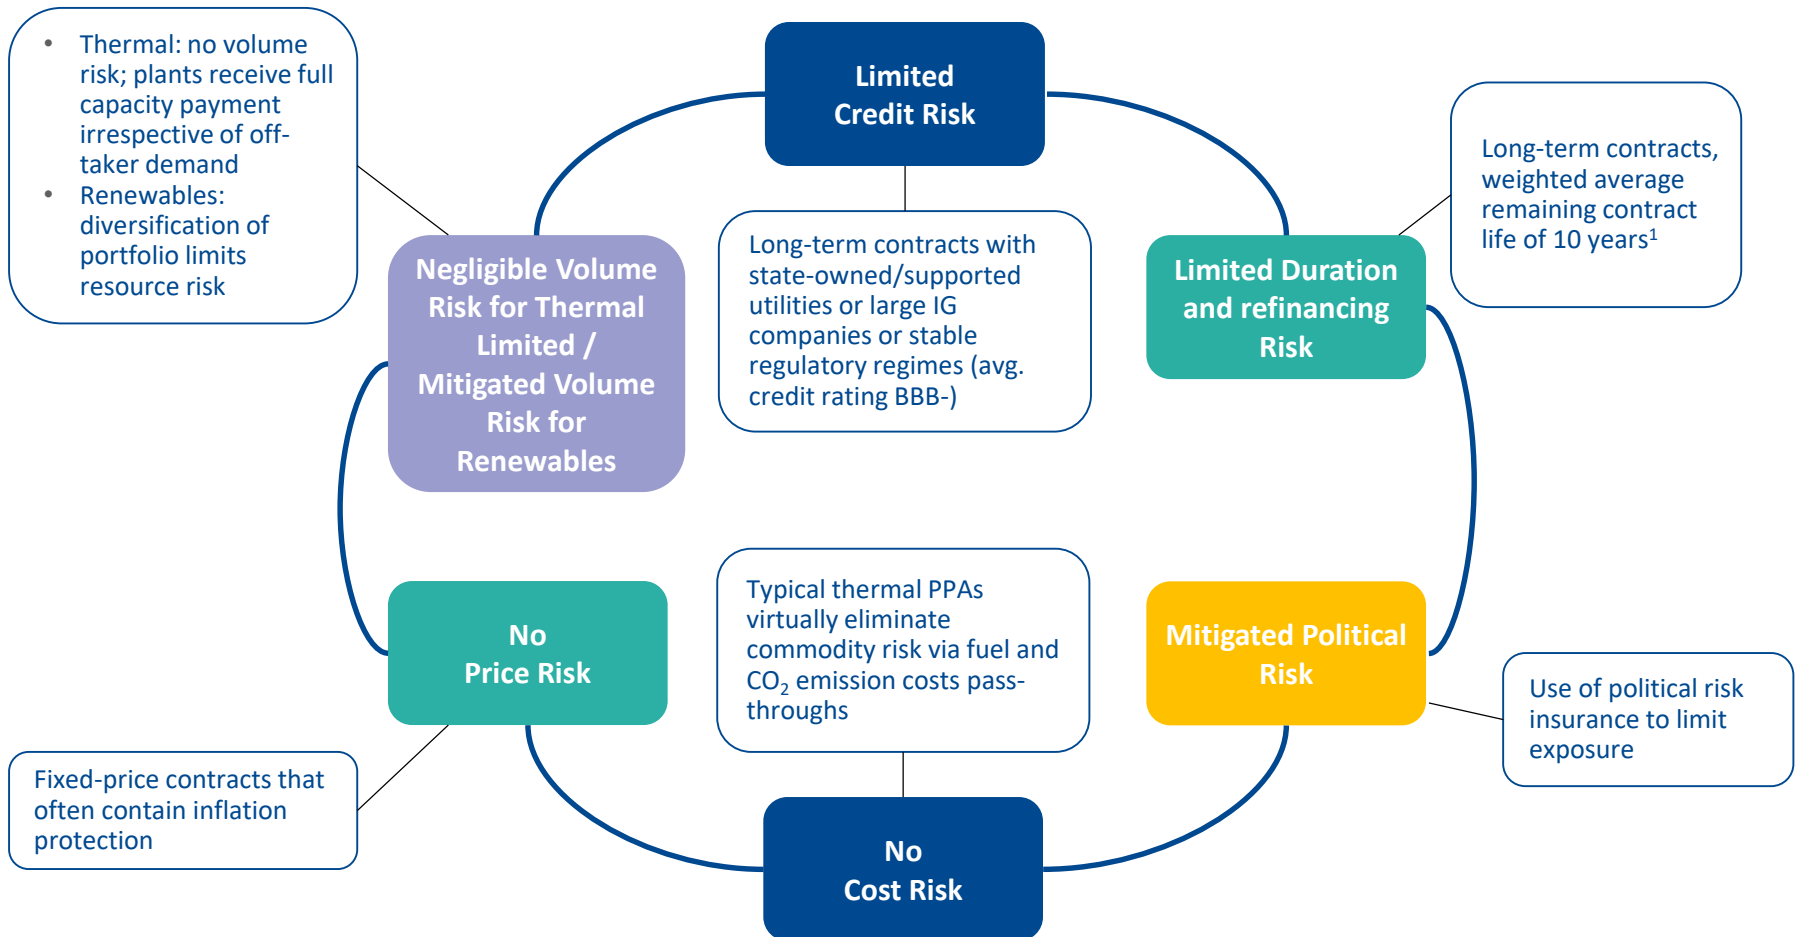 • Thermal: no volume
risk; plants receive full
capacity payment
irrespective of off-
taker demand
• Renewables:
diversification of
portfolio limits
resource risk
Limited
Credit Risk
Long-term contracts,
weighted average
remaining contract
life of 10 years¹
Negligible Volume
Risk for Thermal
Limited /
Mitigated Volume
Risk for
Renewables
Long-term contracts with
state-owned/supported
utilities or large IG
companies or stable
regulatory regimes (avg.
credit rating BBB-)
Limited Duration
and refinancing
Risk
No
Price Risk
Typical thermal PPAs
virtually eliminate
commodity risk via fuel and
CO₂ emission costs pass-
throughs
Mitigated Political
Risk
Use of political risk
insurance to limit
exposure
Fixed-price contracts that
often contain inflation
protection
No
Cost Risk